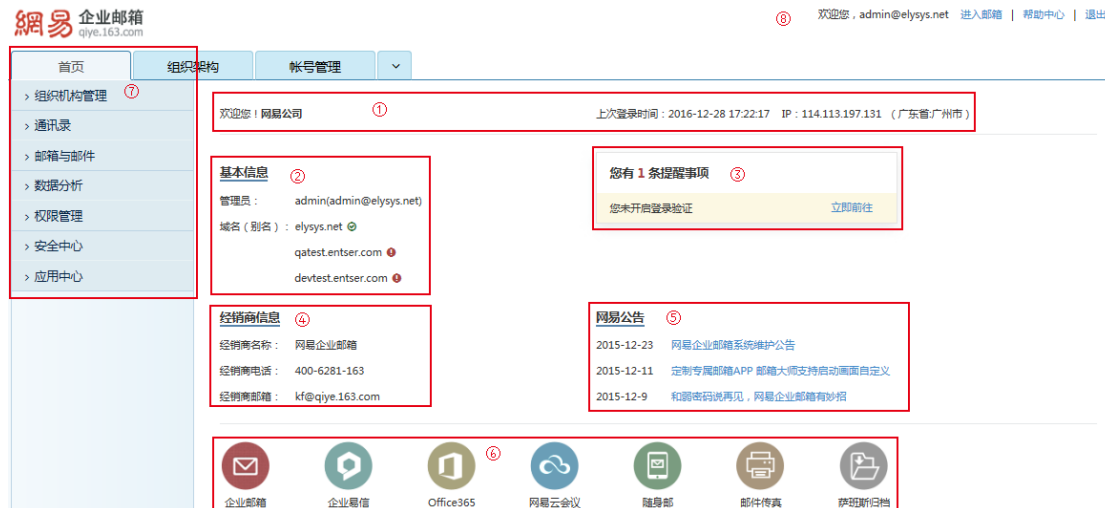 網易 企业邮箱
qiye.163.com
⑧ 欢迎您，admin@elysys.net 进入邮箱 | 帮助中心 | 退出
首页 组织架构 帐号管理
⑦
组织机构管理
通讯录
邮箱与邮件
数据分析
权限管理
安全中心
应用中心
欢迎您！网易公司 ① 上次登录时间：2016-12-28 17:22:17 IP：114.113.197.131 （广东省广州市）
基本信息 ②
管理员： admin(admin@elysys.net)
域名（别名）： elysys.net
qatest.entser.com
devtest.entser.com
您有 1 条提醒事项 ③
您未开启登录验证 立即前往
经销商信息 ④
经销商名称： 网易企业邮箱
经销商电话： 400-6281-163
经销商邮箱： kf@qiye.163.com
网易公告 ⑤
2015-12-23 网易企业邮箱系统维护公告
2015-12-11 定制专属邮箱APP 邮箱大师支持启动画面自定义
2015-12-9 和弱密码说再见，网易企业邮箱有妙招
⑥
企业邮箱 企业易信 Office365 网易云会议 随身邮 邮件传真 萨班斯归档